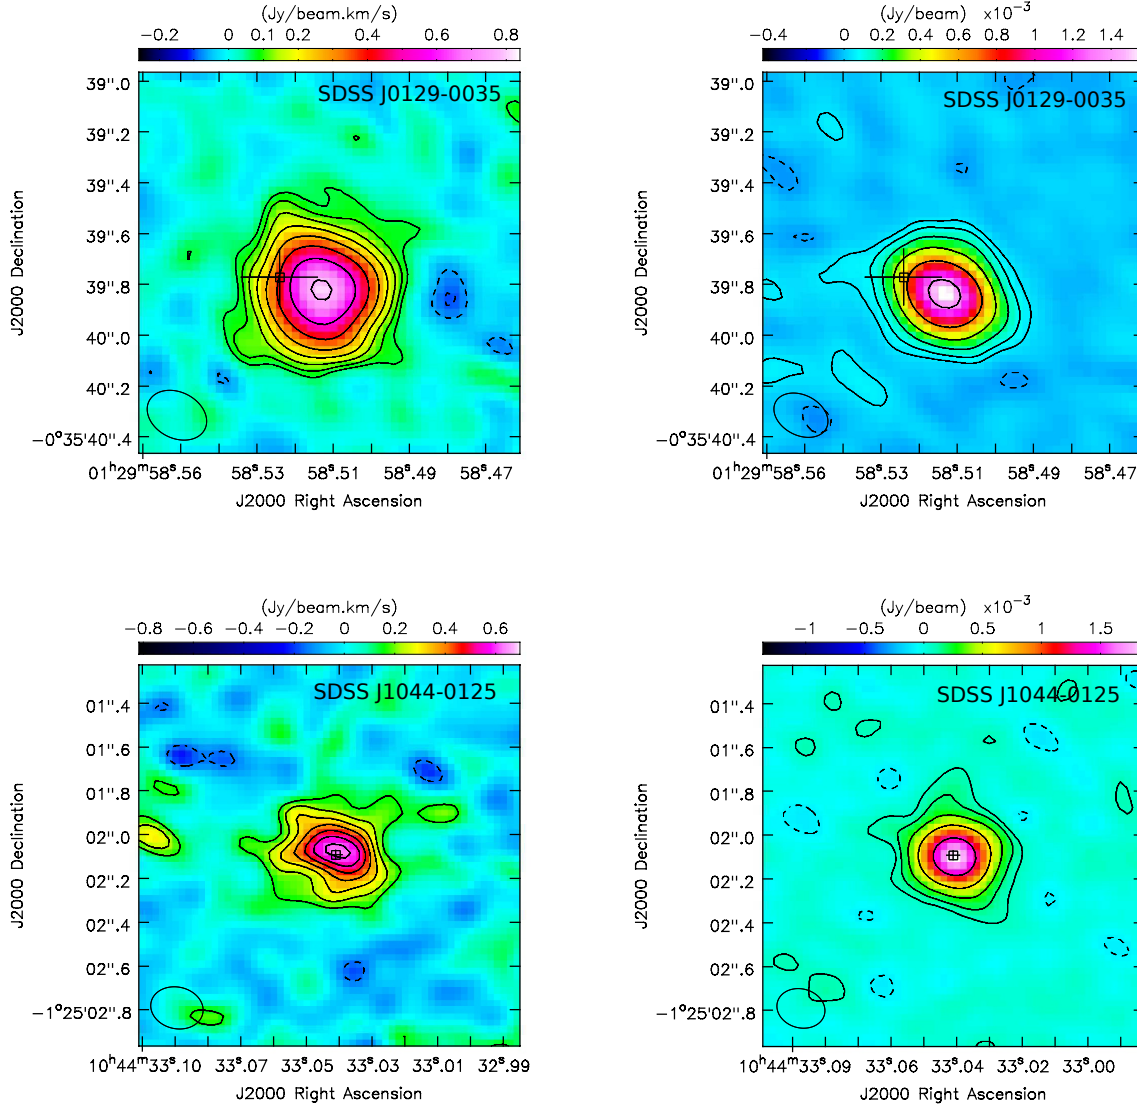 (Jy/beam.km/s)
−0.2 0 0.1 0.2 0.4 0.6 0.8
SDSS J0129-0035
39".0
39".2
39".4
39".6
39".8
40".0
40".2
−0°35'40".4
J2000 Declination
01ʰ29ᵐ58ˢ.56 58ˢ.53 58ˢ.51 58ˢ.49 58ˢ.47
J2000 Right Ascension
(Jy/beam) ×10⁻³
−0.4 0 0.2 0.4 0.8 1 1.2 1.4
SDSS J0129-0035
39".0
39".2
39".4
39".6
39".8
40".0
40".2
−0°35'40".4
J2000 Declination
01ʰ29ᵐ58ˢ.56 58ˢ.53 58ˢ.51 58ˢ.49 58ˢ.47
J2000 Right Ascension
(Jy/beam.km/s)
−0.8 −0.6 −0.4 −0.2 0 0.2 0.4 0.6
SDSS J1044-0125
01".4
01".6
01".8
02".0
02".2
02".4
02".6
−1°25'02".8
J2000 Declination
10ʰ44ᵐ33ˢ.10 33ˢ.07 33ˢ.05 33ˢ.03 33ˢ.01 32ˢ.99
J2000 Right Ascension
(Jy/beam) ×10⁻³
−1 −0.5 0 0.5 1 1.5
SDSS J1044-0125
01".4
01".6
01".8
02".0
02".2
02".4
02".6
−1°25'02".8
J2000 Declination
10ʰ44ᵐ33ˢ.09 33ˢ.06 33ˢ.04 33ˢ.02 33ˢ.00
J2000 Right Ascension